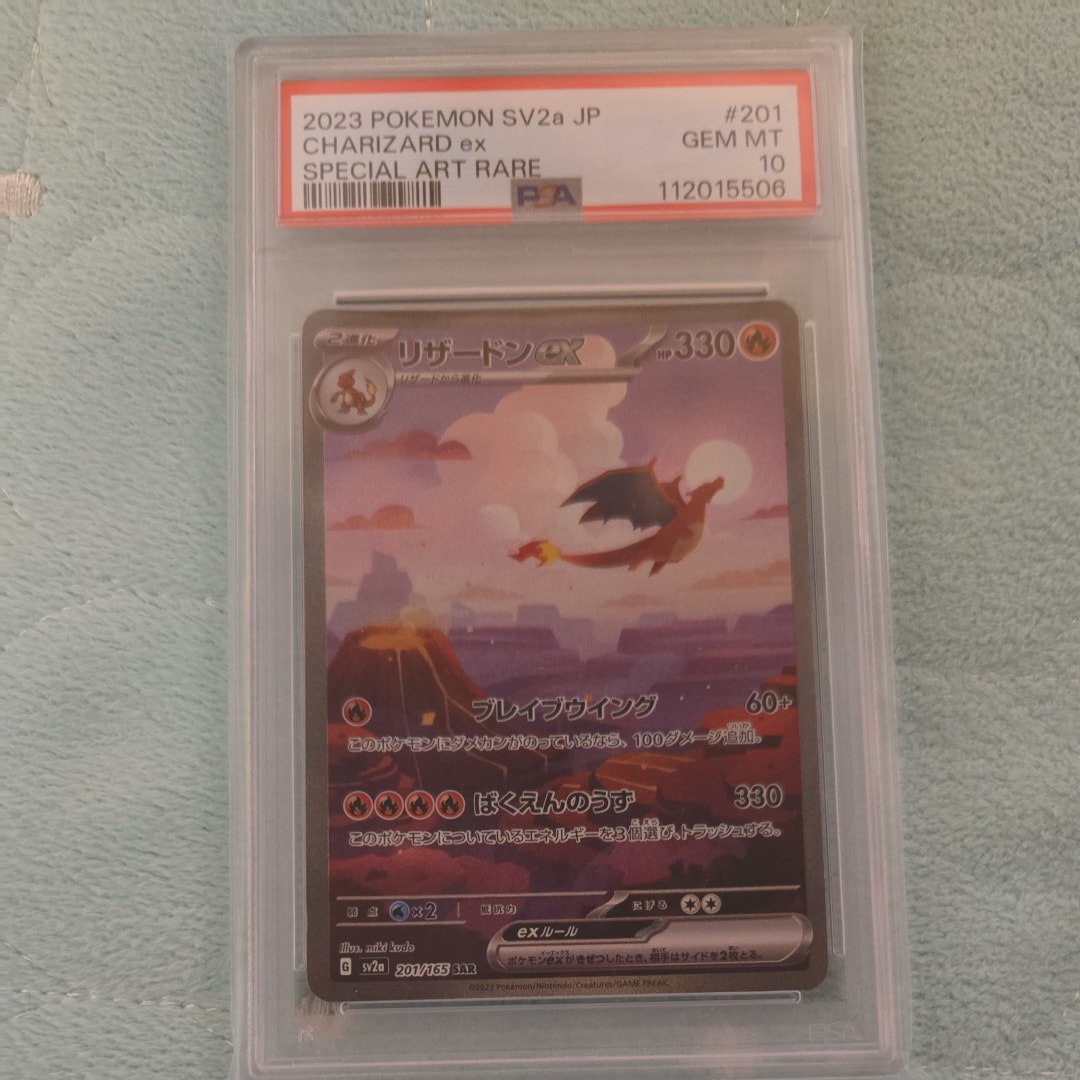 2023 POKEMON SV2a JP #201
CHARIZARD ex GEM MT
SPECIAL ART RARE 10
PSA 112015506
2進化 リザードンex HP 330
リザードから進化
ブレイブウイング 60+
このポケモンにダメカンがのっているなら、100ダメージ追加。
ばくえんのうず 330
このポケモンについているエネルギーを3個選び、トラッシュする。
弱点 ×2 抵抗力 にげる
exルール
ポケモンexがきぜつしたとき、相手はサイドを2枚とる。
Illus. miki kudo
G sv2a 201/165 SAR
©2023 Pokémon/Nintendo/Creatures/GAME FREAK.
PSA